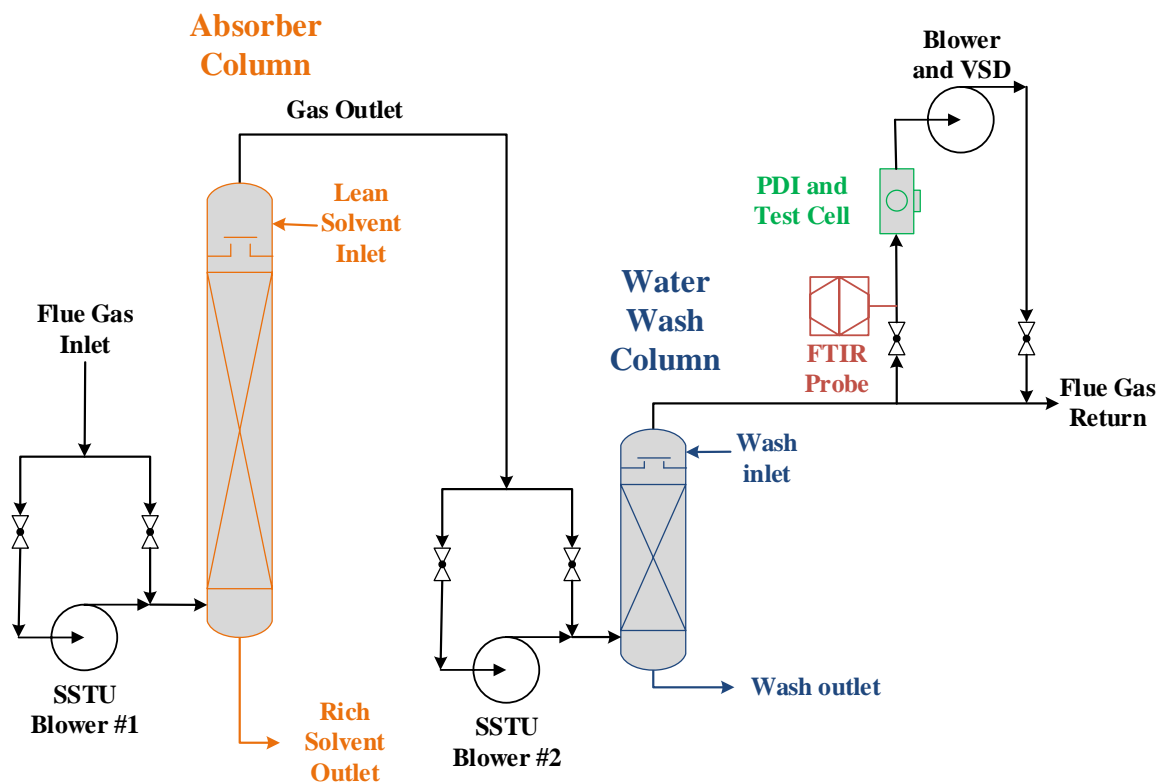 Absorber
Column
Gas Outlet
Lean
Solvent
Inlet
Flue Gas
Inlet
SSTU
Blower #1
Rich
Solvent
Outlet
SSTU
Blower #2
Water
Wash
Column
Wash
inlet
Wash outlet
Blower
and VSD
PDI and
Test Cell
FTIR
Probe
Flue Gas
Return